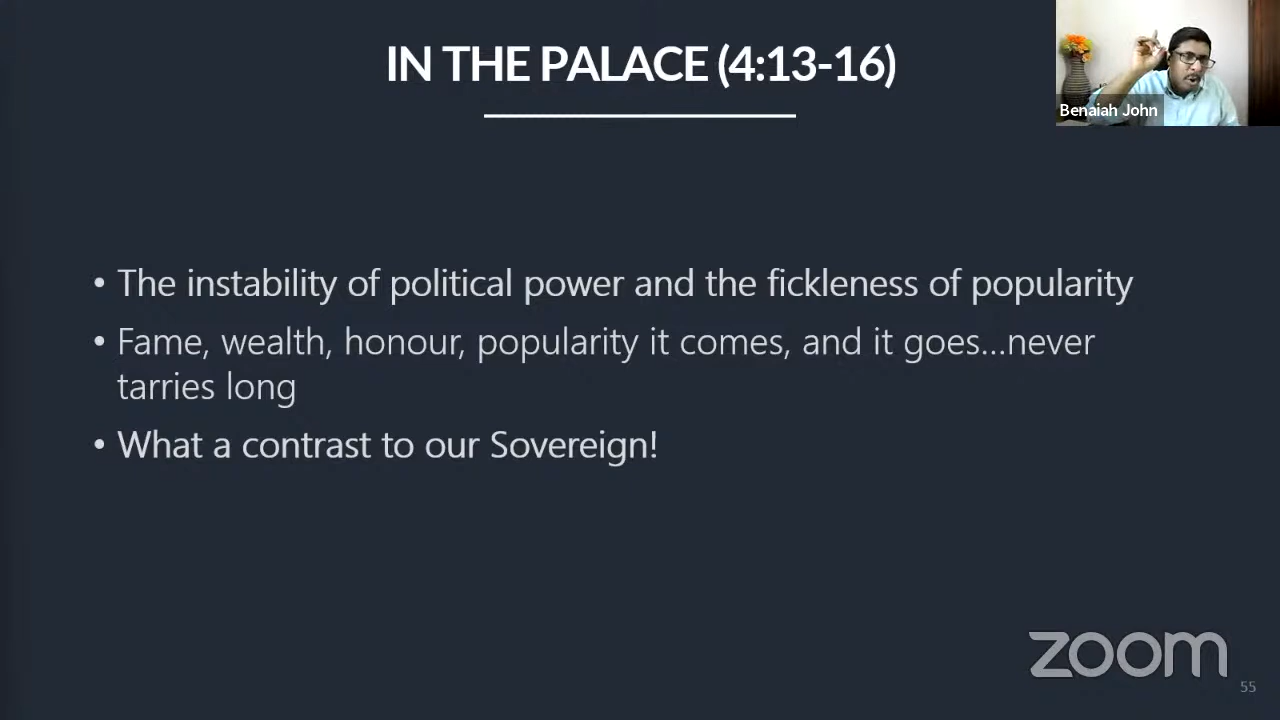 IN THE PALACE (4:13-16)
Benaiah John
• The instability of political power and the fickleness of popularity
• Fame, wealth, honour, popularity it comes, and it goes...never
tarries long
• What a contrast to our Sovereign!
zoom
55